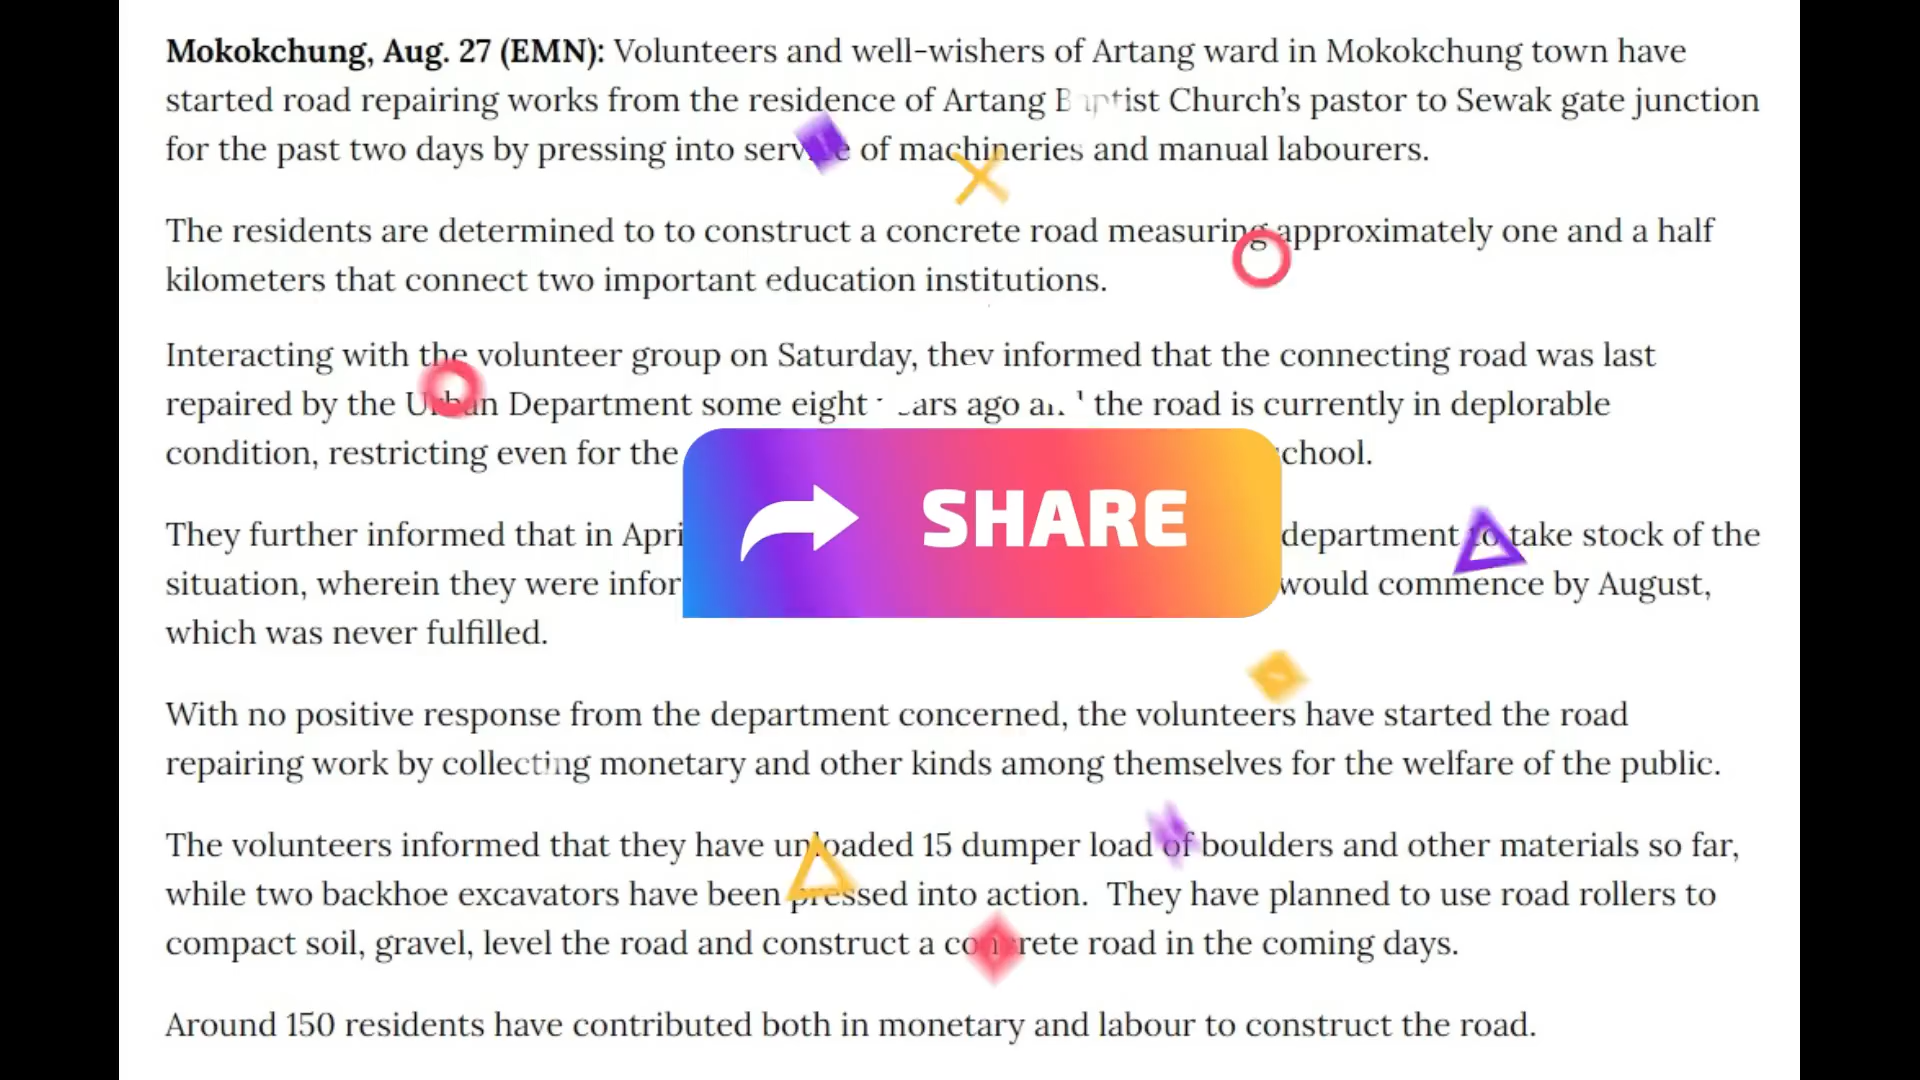 Mokokchung, Aug. 27 (EMN): Volunteers and well-wishers of Artang ward in Mokokchung town have
started road repairing works from the residence of Artang Baptist Church's pastor to Sewak gate junction
for the past two days by pressing into service of machineries and manual labourers.
The residents are determined to to construct a concrete road measuring approximately one and a half
kilometers that connect two important education institutions.
Interacting with the volunteer group on Saturday, they informed that the connecting road was last
repaired by the Urban Department some eight years ago and the road is currently in deplorable
condition, restricting even for the
They further informed that in department to take stock of the
situation, wherein they were would commence by August,
which was never fulfilled.
SHARE
With no positive response from the department concerned, the volunteers have started the road
repairing work by collecting monetary and other kinds among themselves for the welfare of the public.
The volunteers informed that they have unloaded 15 dumper load of boulders and other materials so far,
while two backhoe excavators have been pressed into action. They have planned to use road rollers to
compact soil, gravel, level the road and construct a concrete road in the coming days.
Around 150 residents have contributed both in monetary and labour to construct the road.